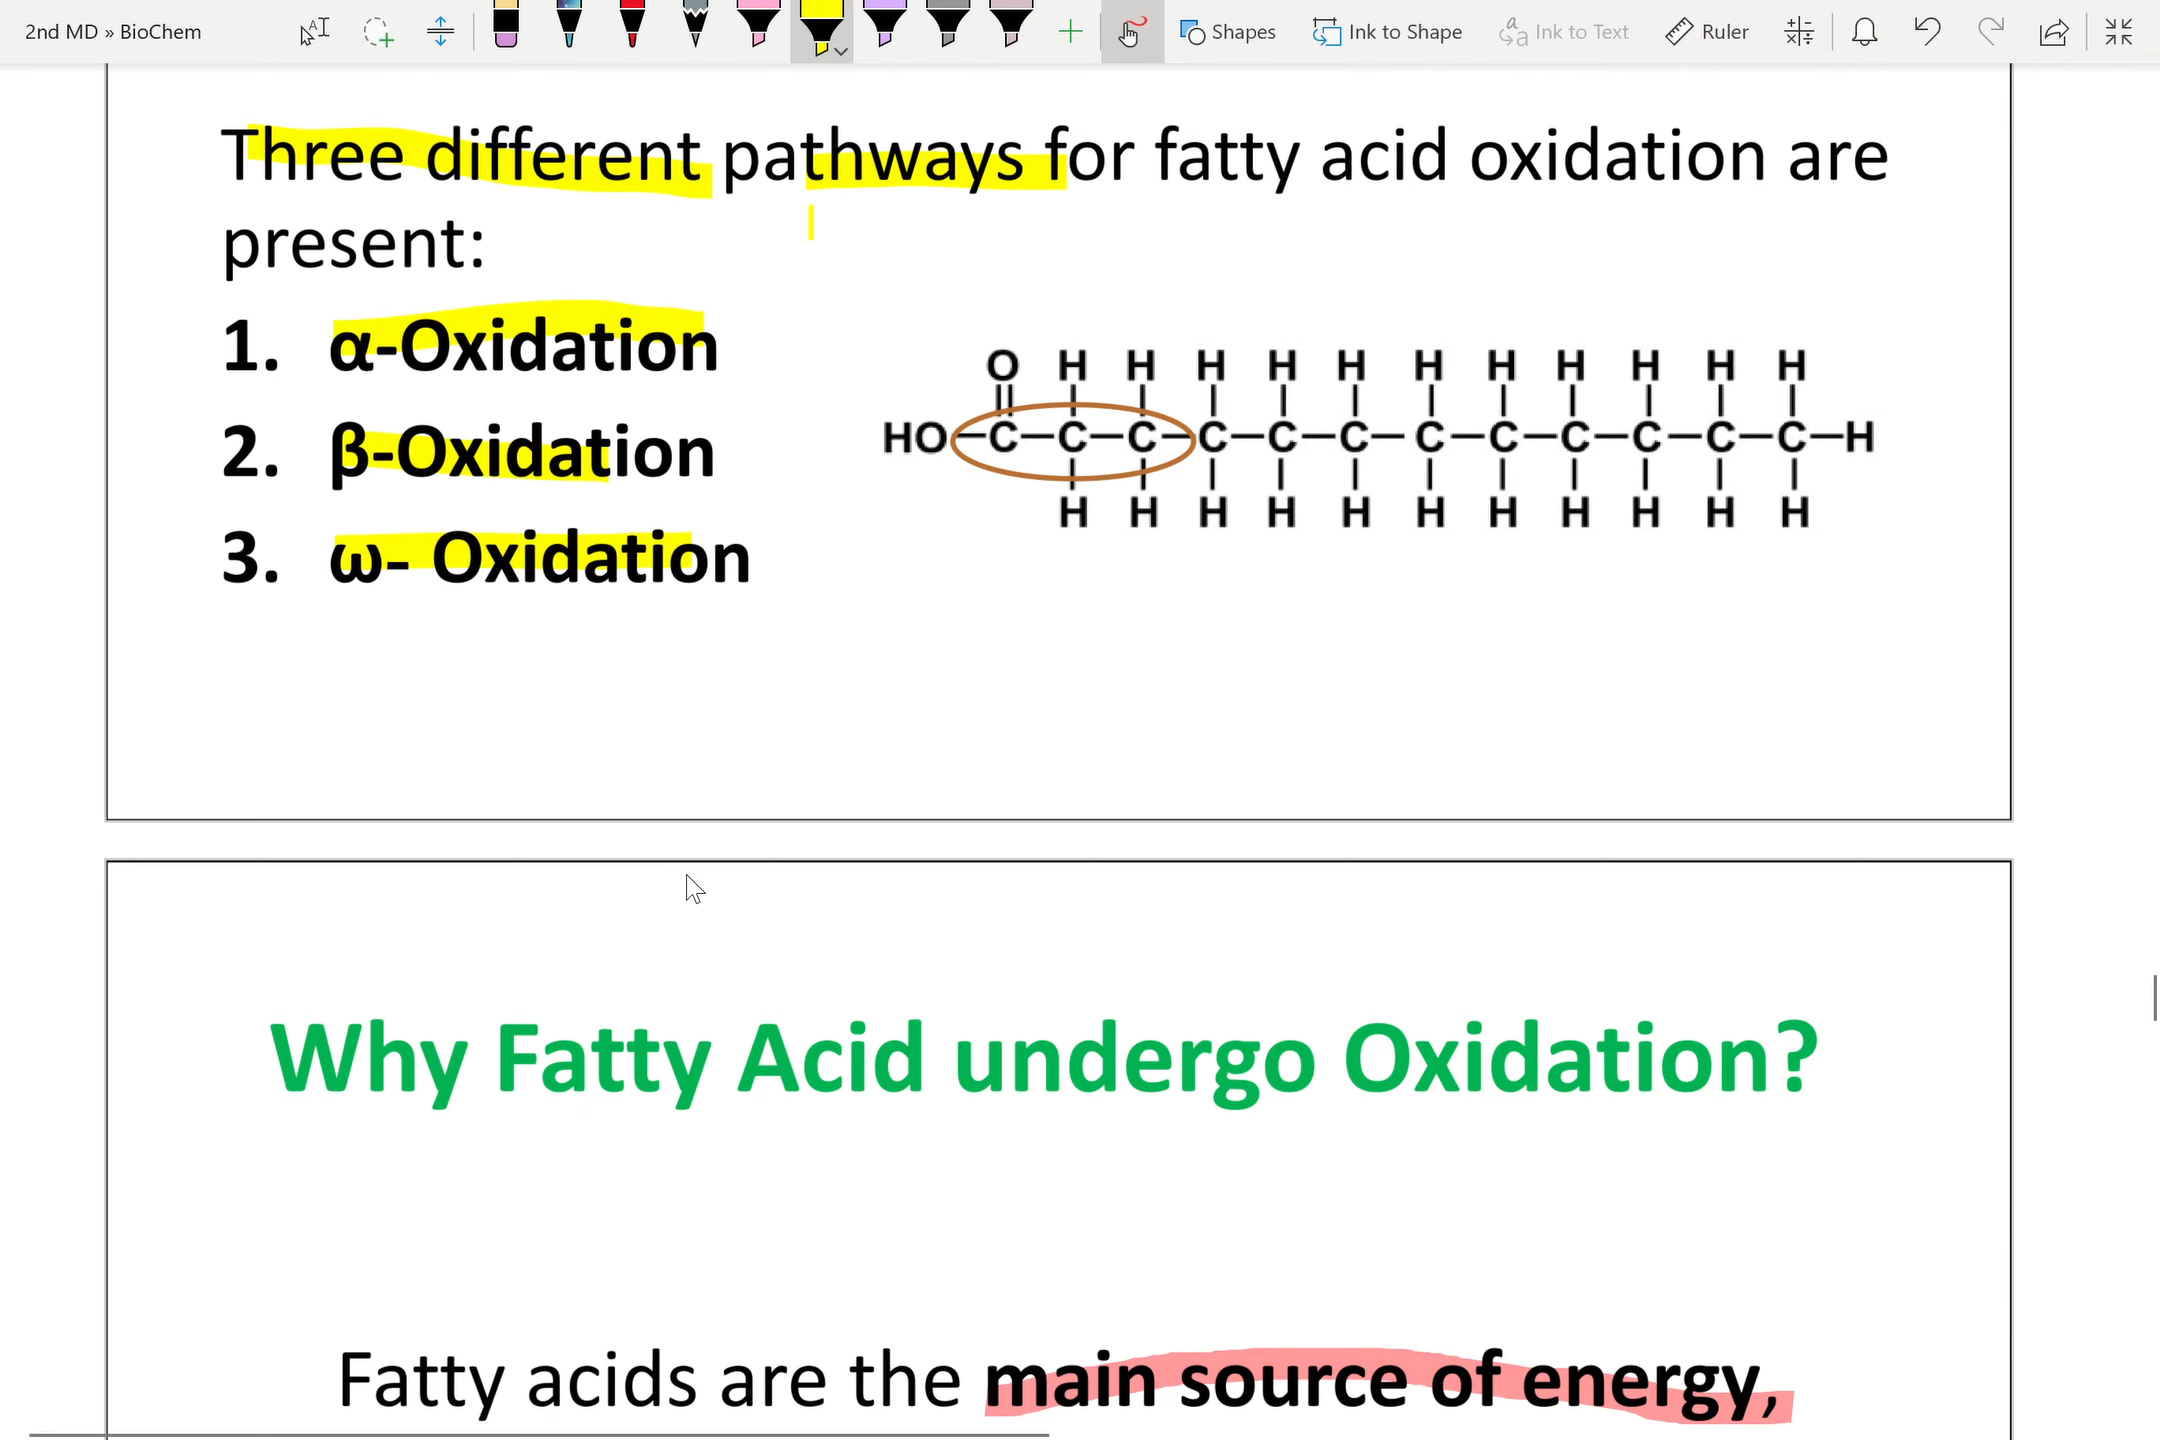 2nd MD » BioChem
Shapes
Ink to Shape
Ink to Text
Ruler
Three different pathways for fatty acid oxidation are
present:
1. α-Oxidation
2. β-Oxidation
3. ω- Oxidation
O H H H H H H H H H H H
HO–C–C–C–C–C–C–C–C–C–C–C–C–H
H H H H H H H H H H H
Why Fatty Acid undergo Oxidation?
Fatty acids are the main source of energy,